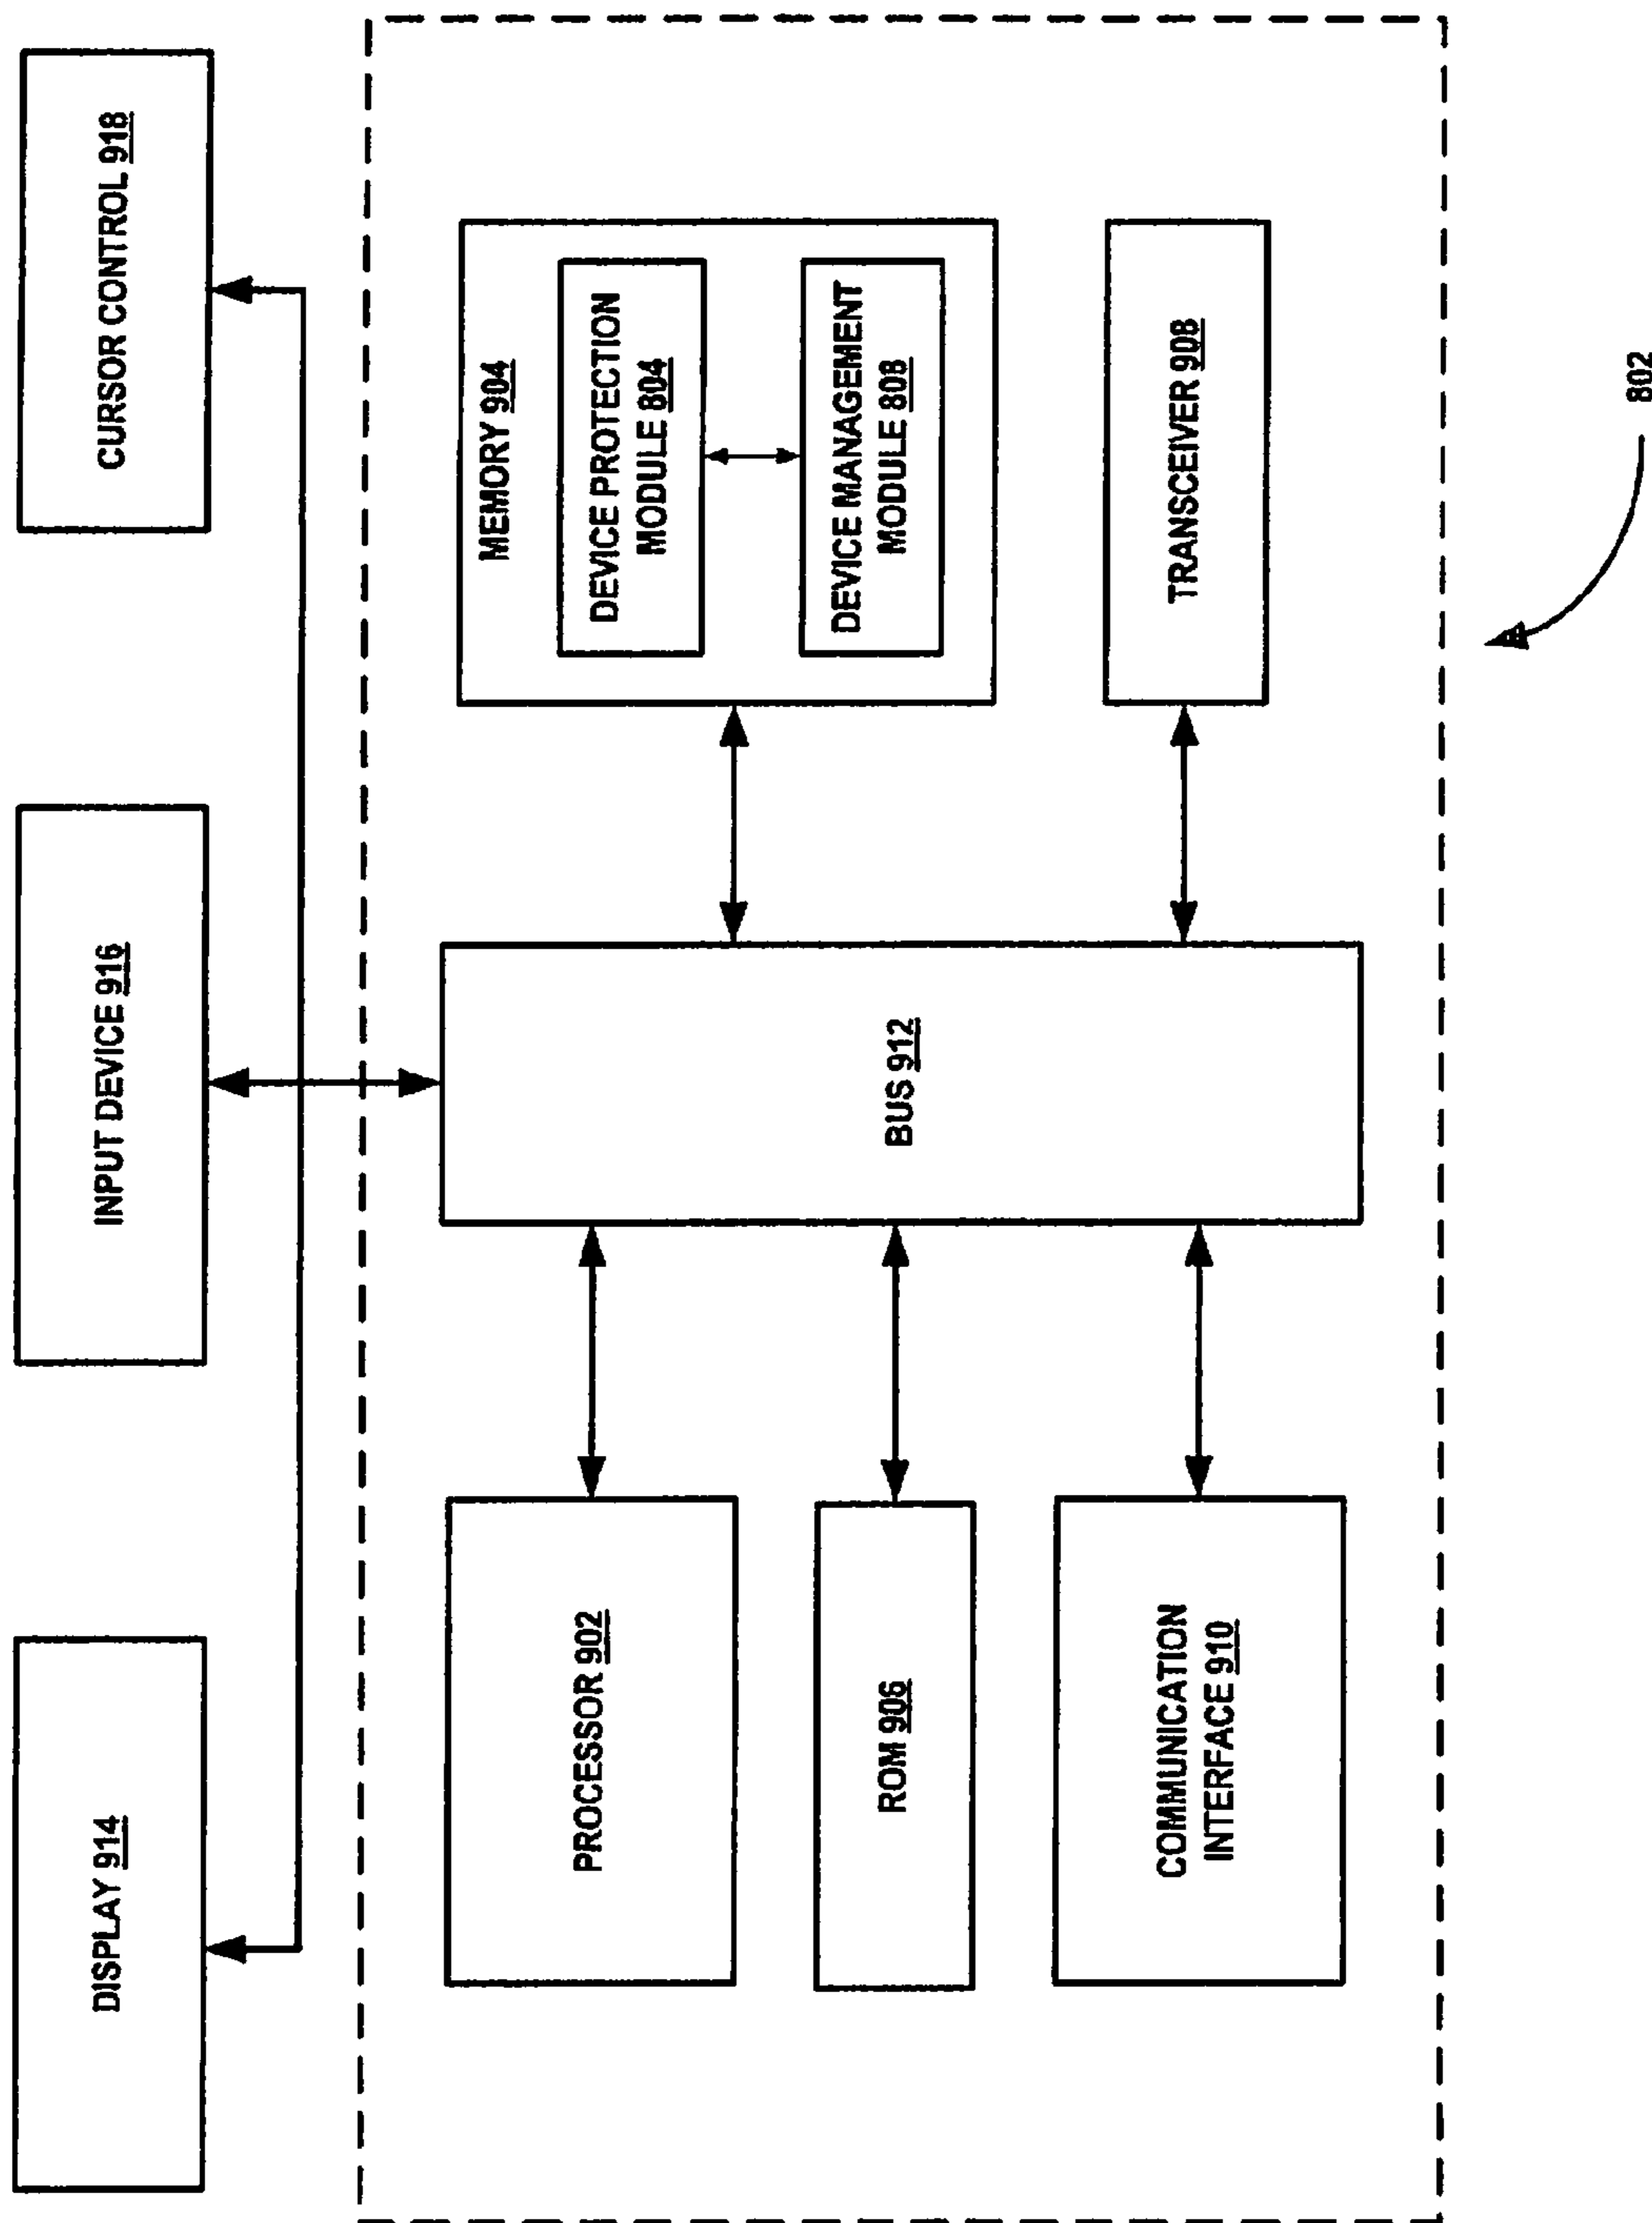 DISPLAY 914
INPUT DEVICE 916
CURSOR CONTROL 918
PROCESSOR 902
ROM 906
COMMUNICATION
INTERFACE 910
BUS 912
MEMORY 904
DEVICE PROTECTION
MODULE 804
DEVICE MANAGEMENT
MODULE 808
TRANSCEIVER 908
802